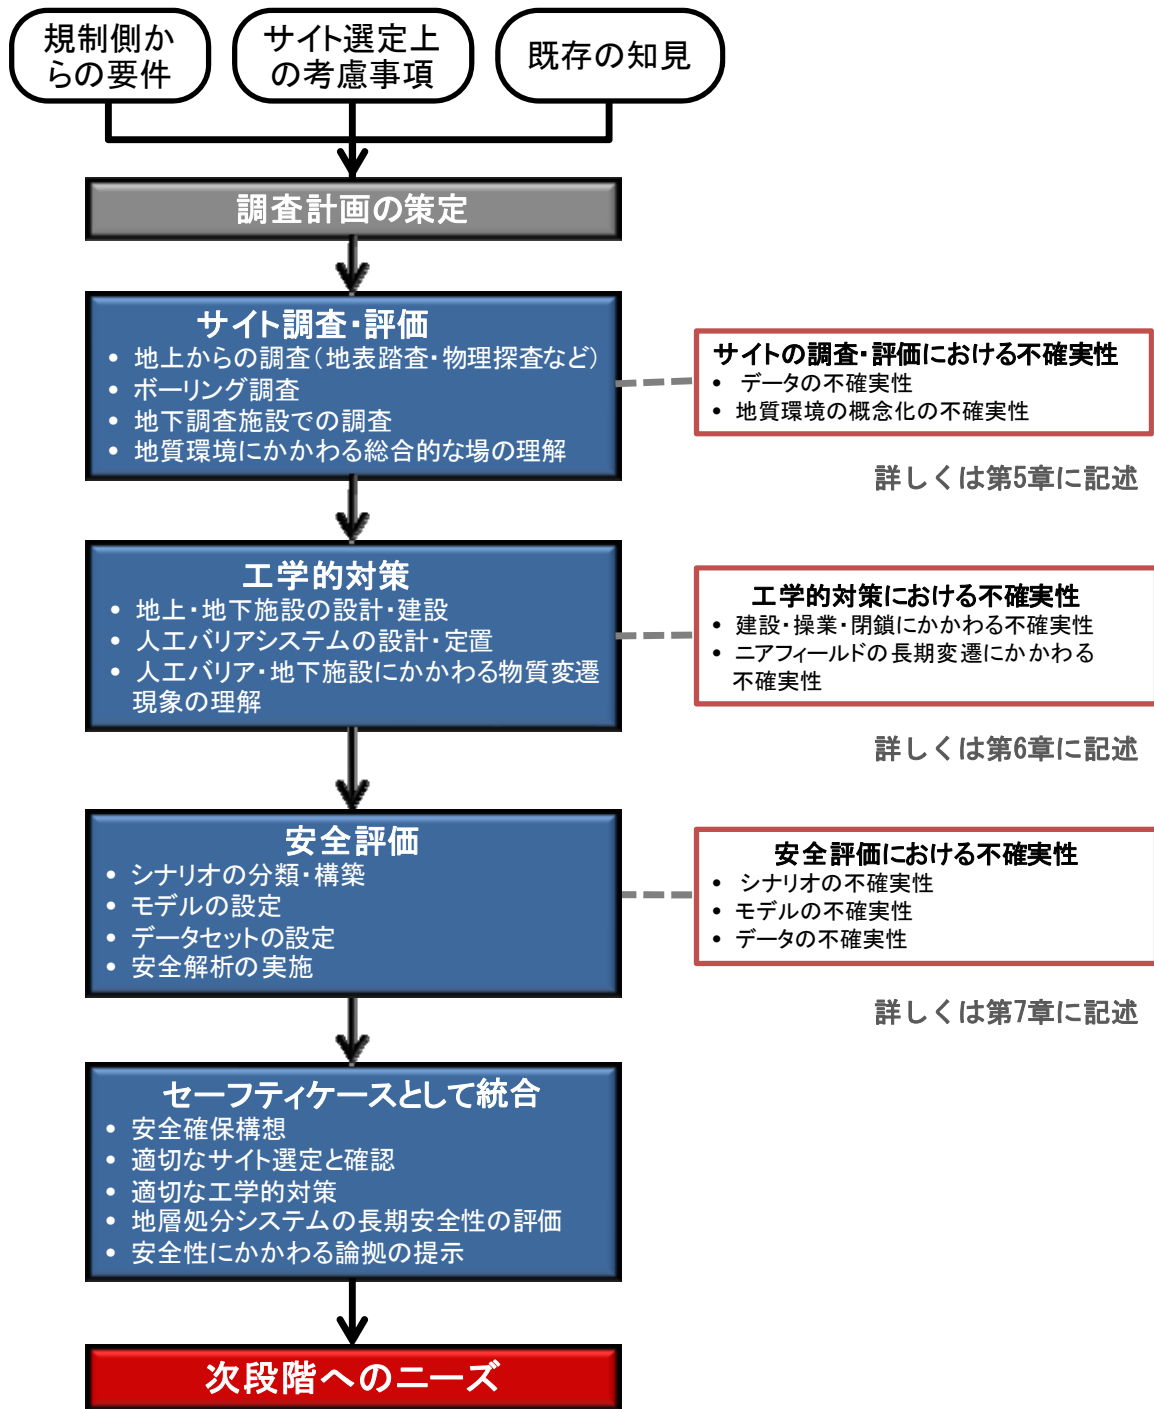 規制側か
らの要件
サイト選定上
の考慮事項
既存の知見
調査計画の策定
サイト調査・評価
• 地上からの調査（地表踏査・物理探査など）
• ボーリング調査
• 地下調査施設での調査
• 地質環境にかかわる総合的な場の理解
サイトの調査・評価における不確実性
• データの不確実性
• 地質環境の概念化の不確実性
詳しくは第5章に記述
工学的対策
• 地上・地下施設の設計・建設
• 人工バリアシステムの設計・定置
• 人工バリア・地下施設にかかわる物質変遷
現象の理解
工学的対策における不確実性
• 建設・操業・閉鎖にかかわる不確実性
• ニアフィールドの長期変遷にかかわる
不確実性
詳しくは第6章に記述
安全評価
• シナリオの分類・構築
• モデルの設定
• データセットの設定
• 安全解析の実施
安全評価における不確実性
• シナリオの不確実性
• モデルの不確実性
• データの不確実性
詳しくは第7章に記述
セーフティケースとして統合
• 安全確保構想
• 適切なサイト選定と確認
• 適切な工学的対策
• 地層処分システムの長期安全性の評価
• 安全性にかかわる論拠の提示
次段階へのニーズ